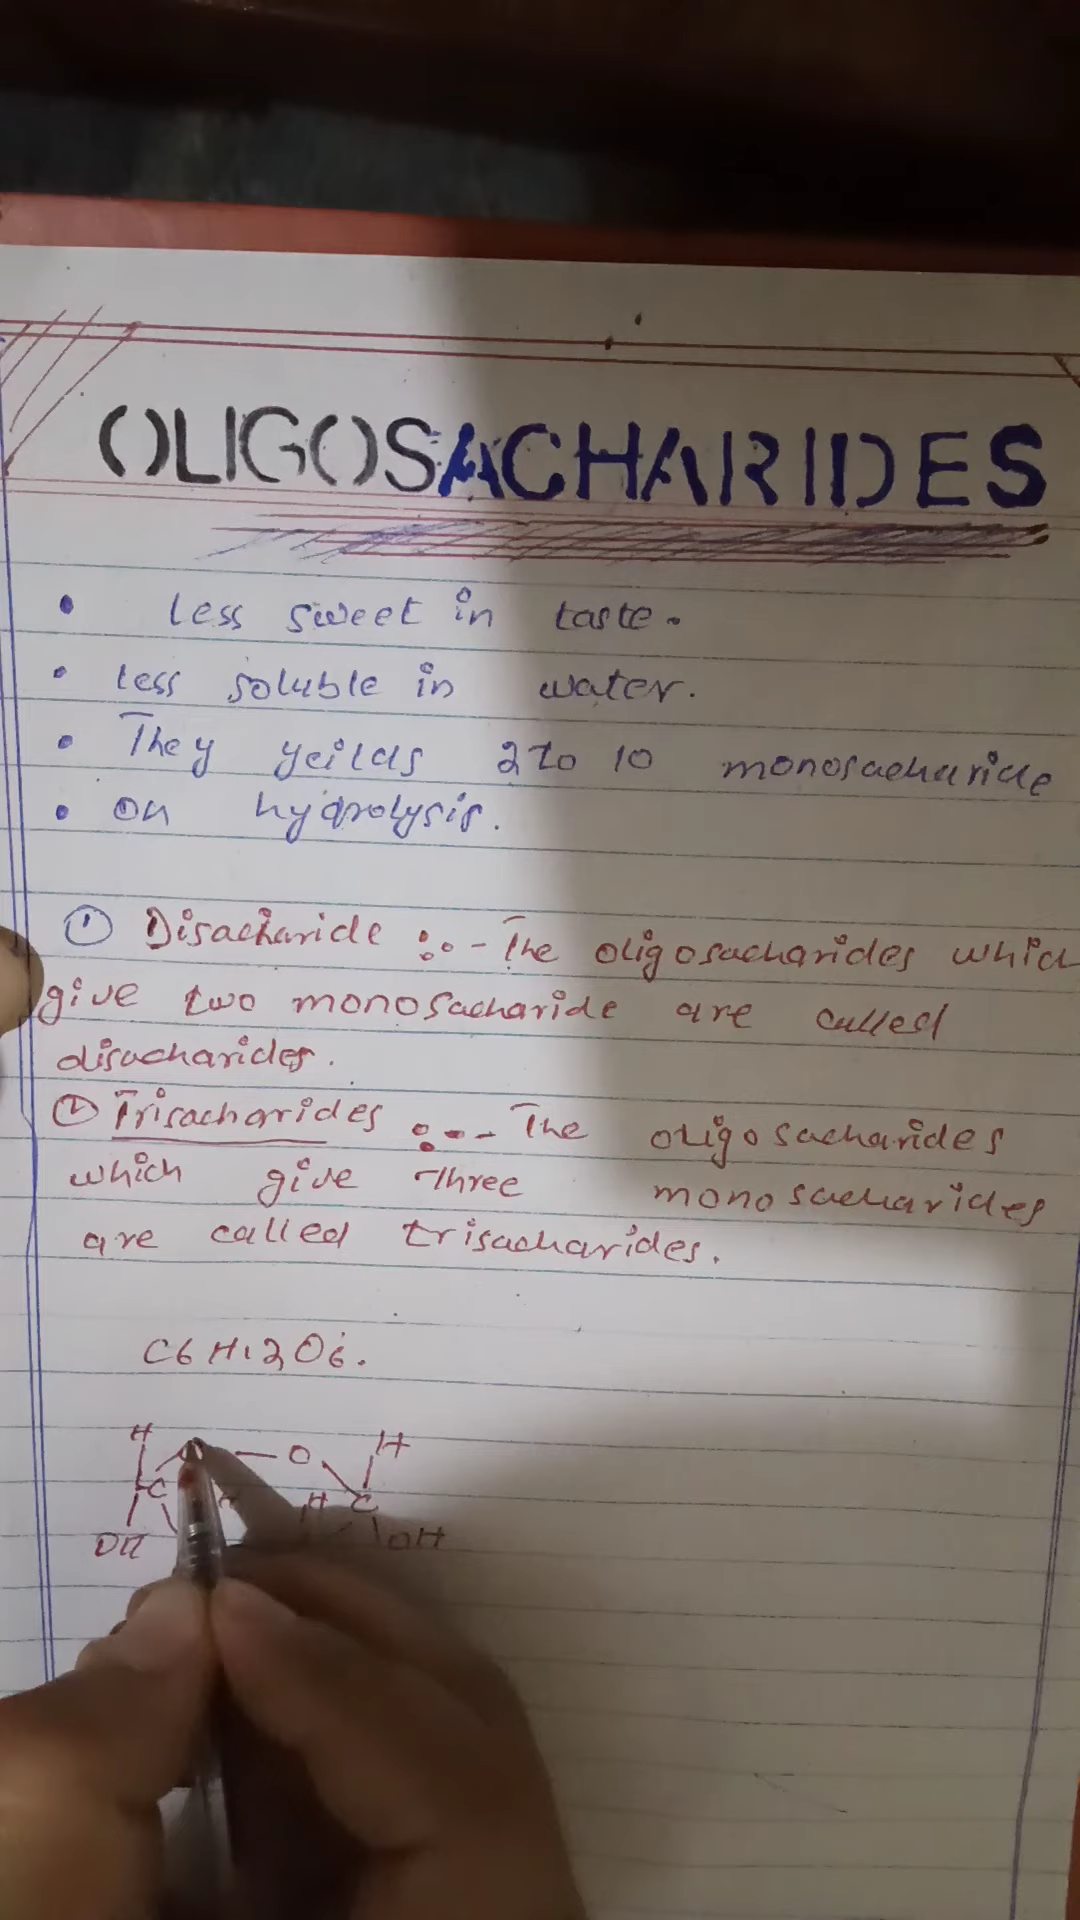 OLIGOSACHARIDES
• Less sweet in taste.
• Less soluble in water.
• They yeilds 2 to 10 monosacharide
• on hydrolysis.
① Disacharide :- The oligosacharides which
give two monosacharide are called
disacharides.
② Trisacharides :- The oligosacharides
which give three monosacharides
are called trisacharides.
C6H12O6.
H O H
C H H C
OH OH